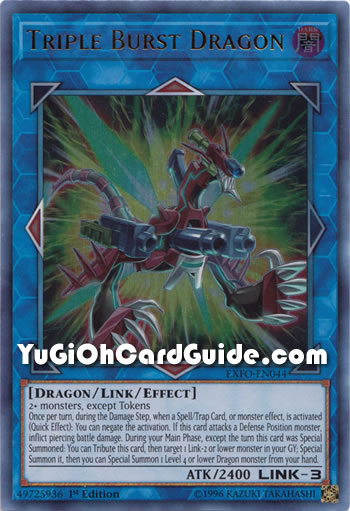 TRIPLE BURST DRAGON
DARK
闇
YuGiOhCardGuide.com
EXFO-EN044
[DRAGON/LINK/EFFECT]
2+ monsters, except Tokens
Once per turn, during the Damage Step, when a Spell/Trap Card, or monster effect, is activated
(Quick Effect): You can negate the activation. If this card attacks a Defense Position monster,
inflict piercing battle damage. During your Main Phase, except the turn this card was Special
Summoned: You can Tribute this card, then target 1 Link-2 or lower monster in your GY; Special
Summon it, then you can Special Summon 1 Level 4 or lower Dragon monster from your hand.
ATK/2400 LINK-3
49725936 1st Edition ©1996 KAZUKI TAKAHASHI